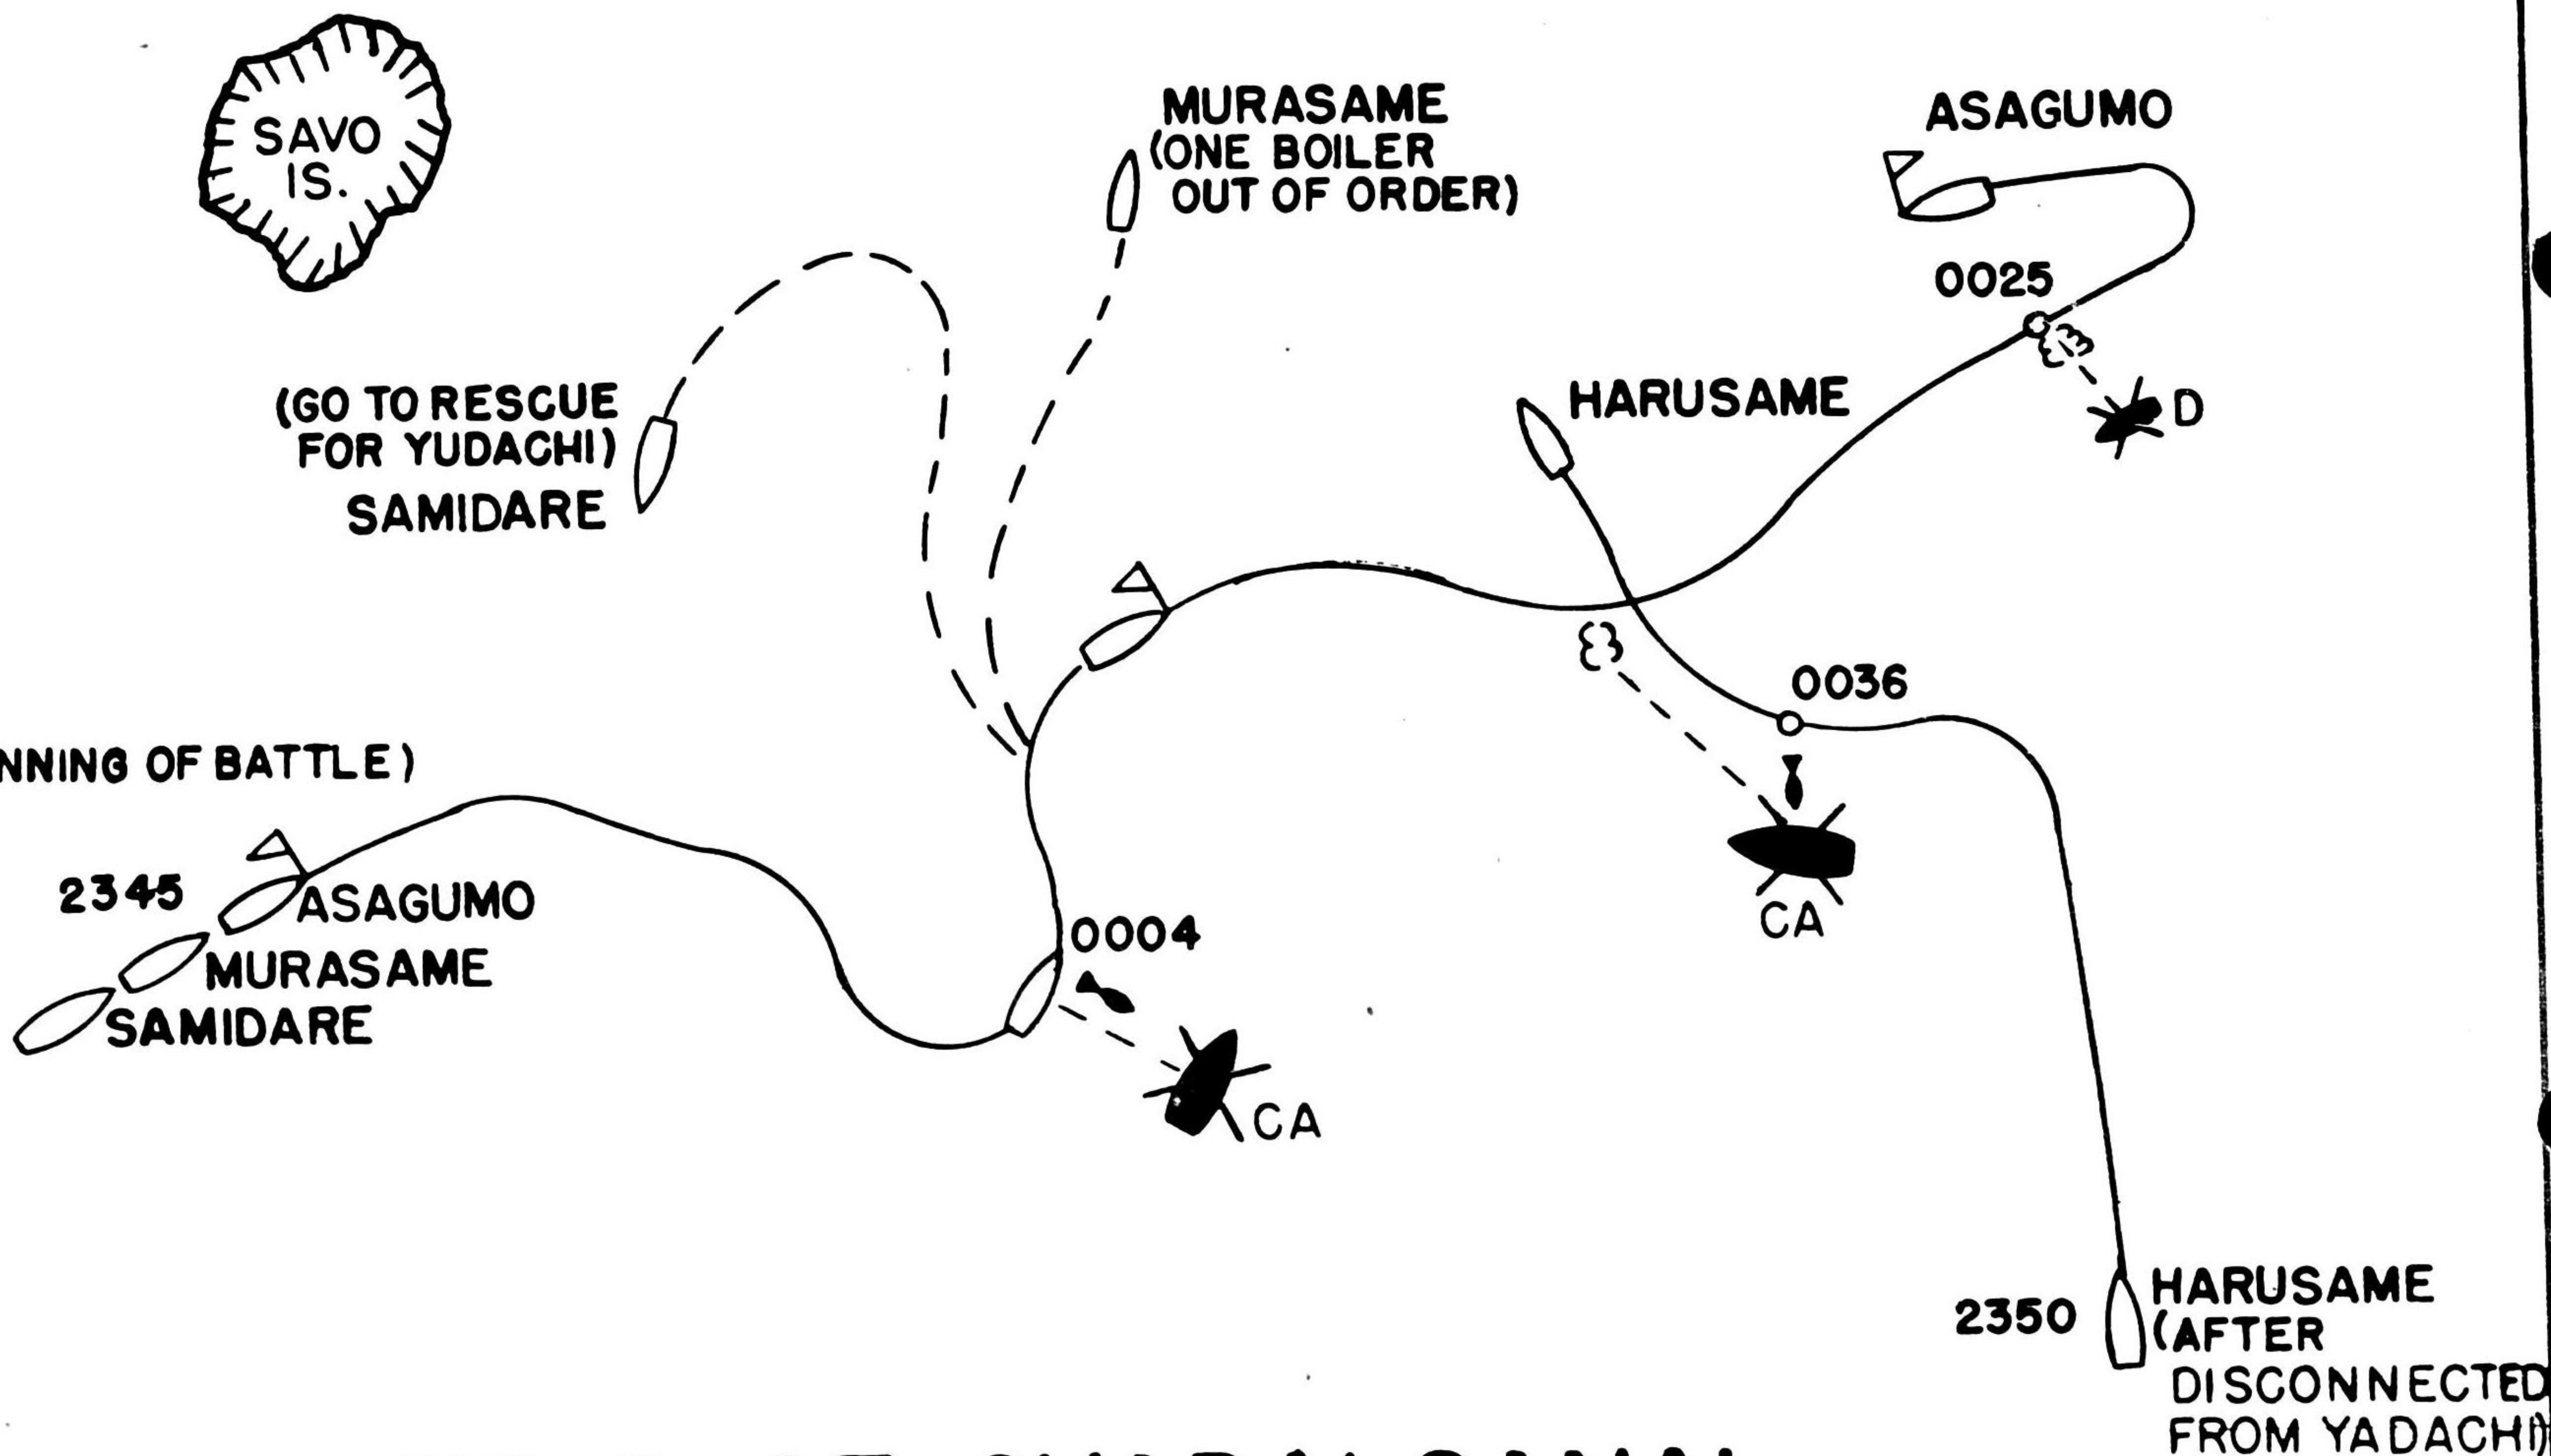 SAVO
IS.
MURASAME
(ONE BOILER
OUT OF ORDER)
ASAGUMO
0025
D
(GO TO RESCUE
FOR YUDACHI)
SAMIDARE
HARUSAME
0036
CA
NNING OF BATTLE)
2345
ASAGUMO
MURASAME
SAMIDARE
0004
CA
2350
HARUSAME
(AFTER
DISCONNECTED
FROM YADACHI)